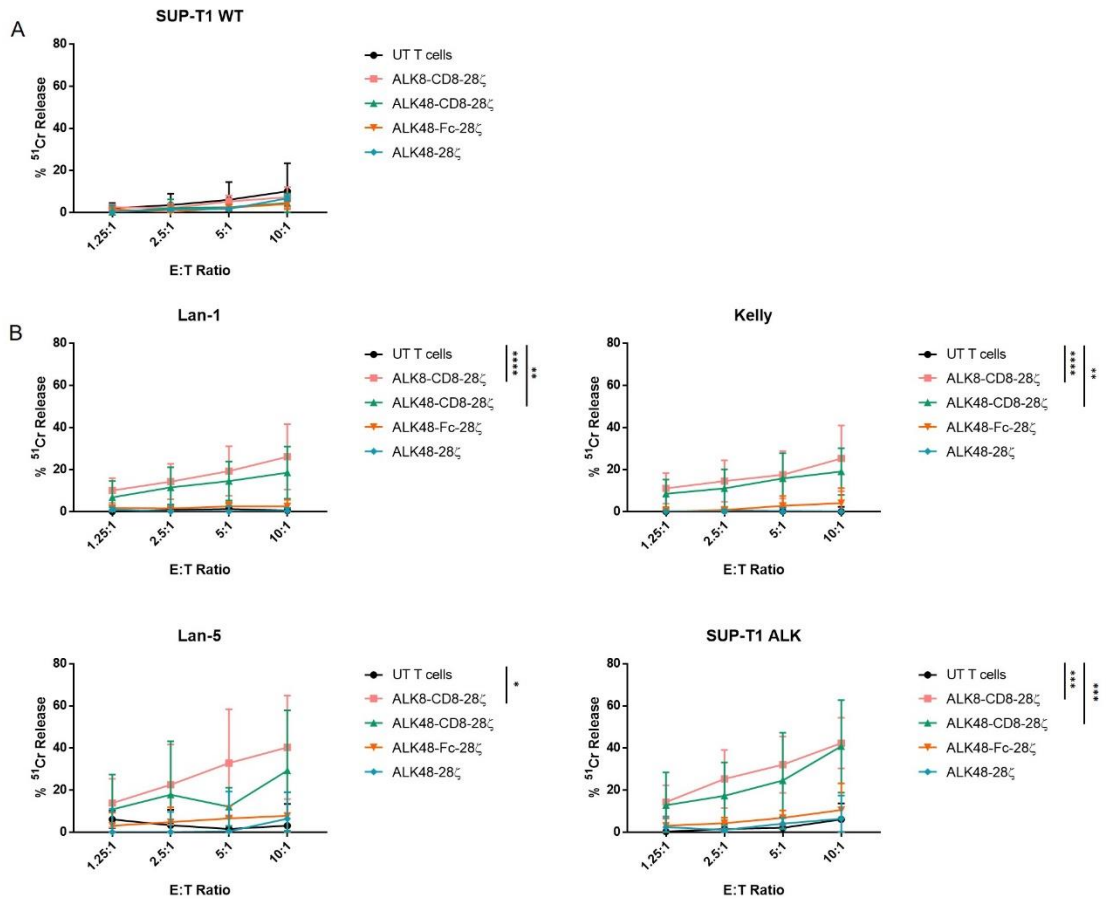 A
SUP-T1 WT
80
60
40
20
0
% ⁵¹Cr Release
1.25:1
2.5:1
5:1
10:1
E:T Ratio
UT T cells
ALK8-CD8-28ζ
ALK48-CD8-28ζ
ALK48-Fc-28ζ
ALK48-28ζ
B
Lan-1
80
60
40
20
0
% ⁵¹Cr Release
1.25:1
2.5:1
5:1
10:1
E:T Ratio
UT T cells
ALK8-CD8-28ζ
ALK48-CD8-28ζ
ALK48-Fc-28ζ
ALK48-28ζ
****
**
Kelly
80
60
40
20
0
% ⁵¹Cr Release
1.25:1
2.5:1
5:1
10:1
E:T Ratio
UT T cells
ALK8-CD8-28ζ
ALK48-CD8-28ζ
ALK48-Fc-28ζ
ALK48-28ζ
****
**
Lan-5
80
60
40
20
0
% ⁵¹Cr Release
1.25:1
2.5:1
5:1
10:1
E:T Ratio
UT T cells
ALK8-CD8-28ζ
ALK48-CD8-28ζ
ALK48-Fc-28ζ
ALK48-28ζ
*
SUP-T1 ALK
80
60
40
20
0
% ⁵¹Cr Release
1.25:1
2.5:1
5:1
10:1
E:T Ratio
UT T cells
ALK8-CD8-28ζ
ALK48-CD8-28ζ
ALK48-Fc-28ζ
ALK48-28ζ
***
***